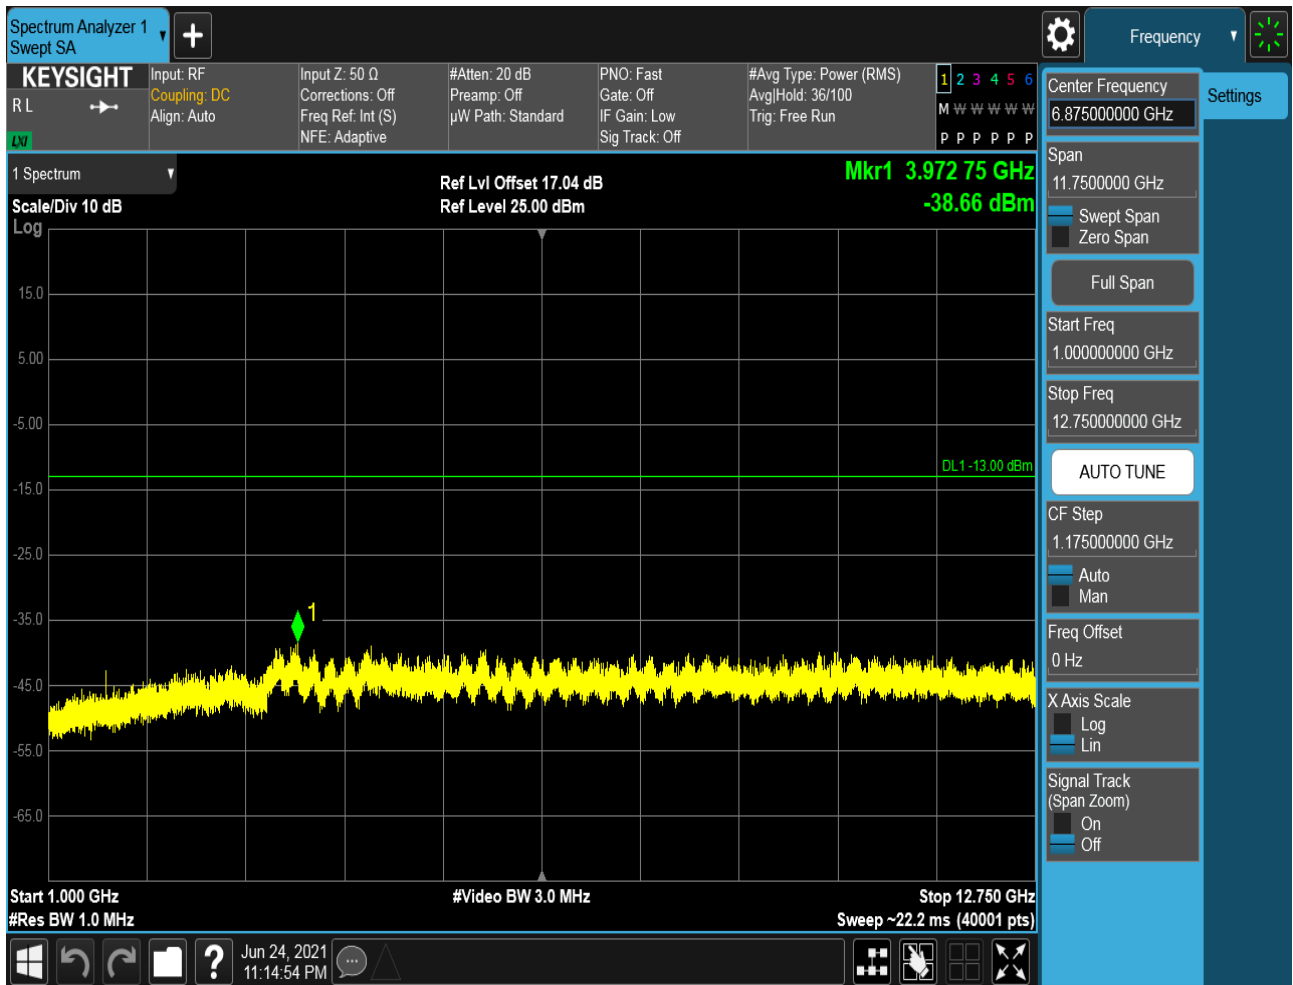 Spectrum Analyzer 1
Swept SA
Frequency
KEYSIGHT
R L
LXI
Input: RF
Coupling: DC
Align: Auto
Input Z: 50 Ω
Corrections: Off
Freq Ref: Int (S)
NFE: Adaptive
#Atten: 20 dB
Preamp: Off
µW Path: Standard
PNO: Fast
Gate: Off
IF Gain: Low
Sig Track: Off
#Avg Type: Power (RMS)
Avg|Hold: 36/100
Trig: Free Run
1 2 3 4 5 6
M W W W W W
P P P P P P
1 Spectrum
Scale/Div 10 dB
Log
Ref Lvl Offset 17.04 dB
Ref Level 25.00 dBm
Mkr1 3.972 75 GHz
-38.66 dBm
15.0
5.00
-5.00
-15.0
-25.0
-35.0
-45.0
-55.0
-65.0
DL1 -13.00 dBm
1
Start 1.000 GHz
#Res BW 1.0 MHz
#Video BW 3.0 MHz
Stop 12.750 GHz
Sweep ~22.2 ms (40001 pts)
Jun 24, 2021
11:14:54 PM
Center Frequency
6.875000000 GHz
Settings
Span
11.7500000 GHz
Swept Span
Zero Span
Full Span
Start Freq
1.000000000 GHz
Stop Freq
12.750000000 GHz
AUTO TUNE
CF Step
1.175000000 GHz
Auto
Man
Freq Offset
0 Hz
X Axis Scale
Log
Lin
Signal Track
(Span Zoom)
On
Off